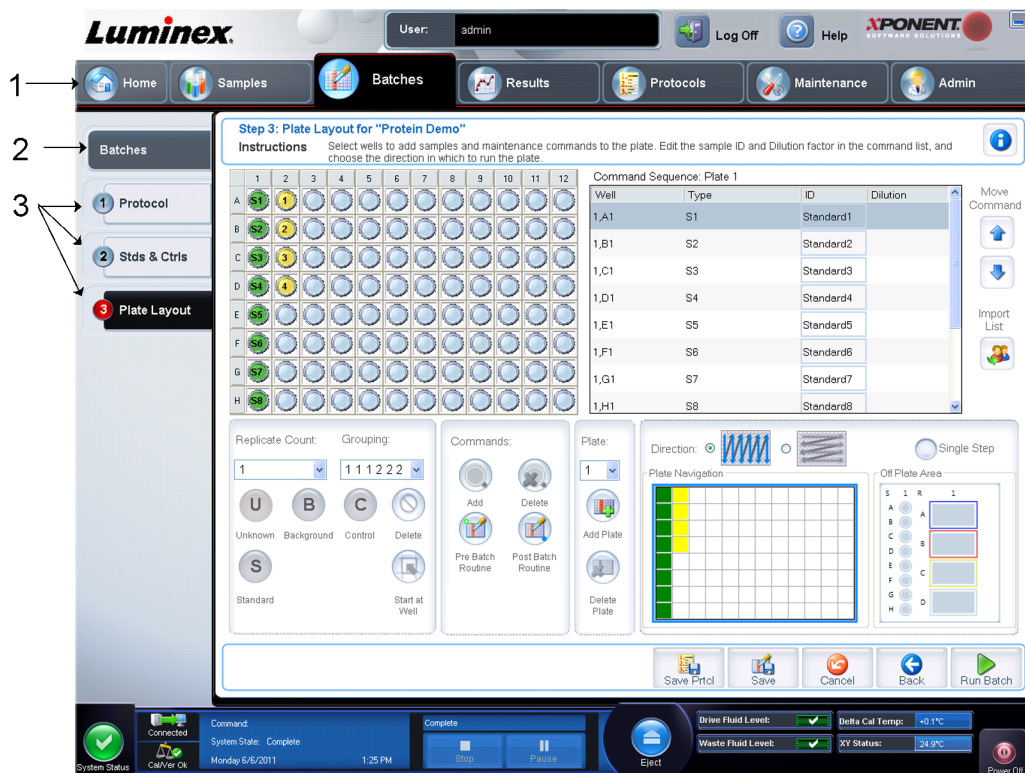 Luminex.
User: admin
Log Off
Help
XPONENT
SOFTWARE SOLUTIONS
1
Home
Samples
Batches
Results
Protocols
Maintenance
Admin
2
Batches
3
1 Protocol
2 Stds & Ctrls
3 Plate Layout
Step 3: Plate Layout for "Protein Demo"
Instructions
Select wells to add samples and maintenance commands to the plate. Edit the sample ID and Dilution factor in the command list, and
choose the direction in which to run the plate.
1 2 3 4 5 6 7 8 9 10 11 12
A S1 1
B S2 2
C S3 3
D S4 4
E S5
F S6
G S7
H S8
Command Sequence: Plate 1
Well Type ID Dilution
1,A1 S1 Standard1
1,B1 S2 Standard2
1,C1 S3 Standard3
1,D1 S4 Standard4
1,E1 S5 Standard5
1,F1 S6 Standard6
1,G1 S7 Standard7
1,H1 S8 Standard8
Move
Command
Import
List
Replicate Count: Grouping:
1 1 1 1 2 2 2
U B C
Unknown Background Control Delete
S
Standard
Start at
Well
Commands:
Add Delete
Pre Batch
Routine
Post Batch
Routine
Plate:
1
Add Plate
Delete
Plate
Direction:
Single Step
Plate Navigation
Off Plate Area
S 1 R 1
A
B
C
D
E
F
G
H
A
B
C
D
Save Prtcl
Save
Cancel
Back
Run Batch
System Status
Connected
Cal/Ver Ok
Command:
System State: Complete
Monday 6/6/2011 1:25 PM
Complete
Stop
Pause
Eject
Drive Fluid Level:
Waste Fluid Level:
Delta Cal Temp: +0.1°C
XY Status: 24.9°C
Power Off